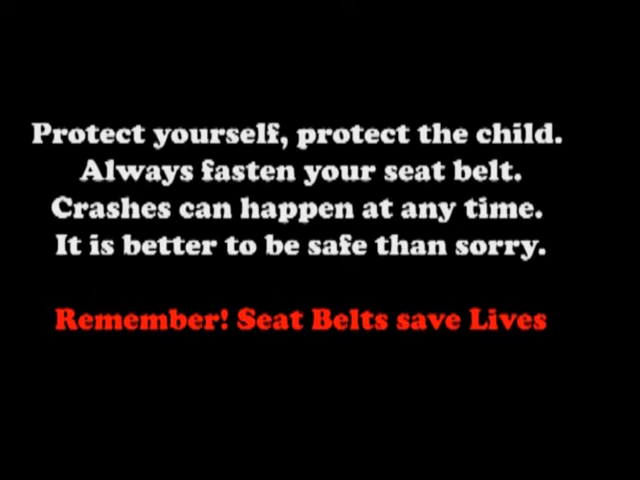 Protect yourself, protect the child.
Always fasten your seat belt.
Crashes can happen at any time.
It is better to be safe than sorry.
Remember! Seat Belts save Lives